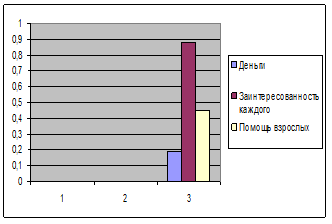 1
0,9
0,8
0,7
0,6
0,5
0,4
0,3
0,2
0,1
0
1 2 3
Деньги
Заинтересованность
каждого
Помощь взрослых